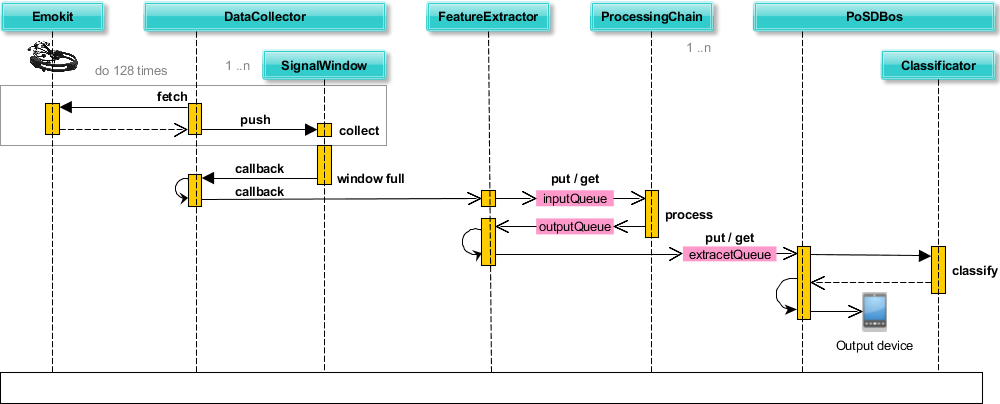 Emokit
DataCollector
FeatureExtractor
ProcessingChain
PoSDBos
do 128 times
1 ..n
SignalWindow
1 ..n
Classificator
fetch
push
collect
callback
window full
callback
put / get
inputQueue
process
outputQueue
put / get
extracetQueue
classify
Output device